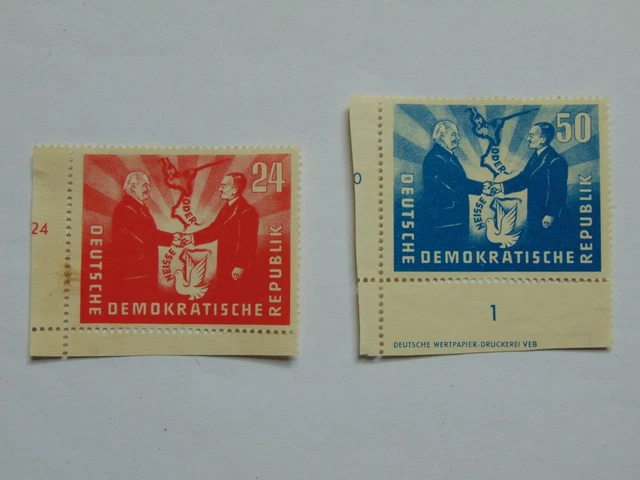 24
24
ODER
NEISSE
DEUTSCHE DEMOKRATISCHE REPUBLIK
0
50
ODER
NEISSE
DEUTSCHE DEMOKRATISCHE REPUBLIK
1
DEUTSCHE WERTPAPIER-DRUCKEREI VEB